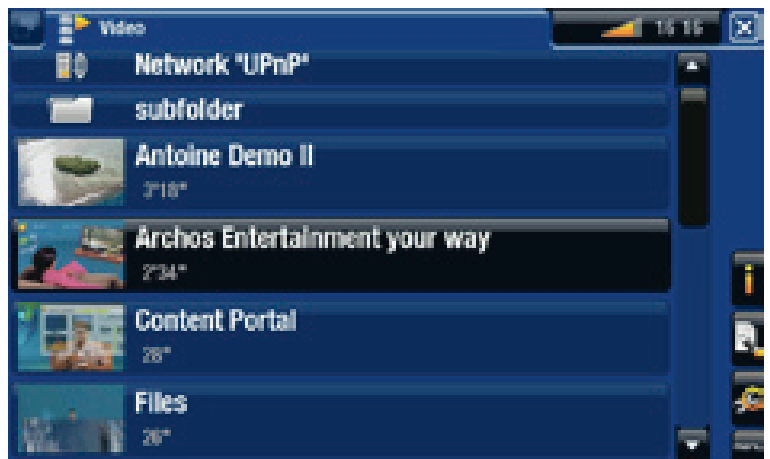 Video
16 16
Network "UPnP"
subfolder
Antoine Demo II
3'18"
Archos Entertainment your way
2'34"
Content Portal
28"
Files
26"